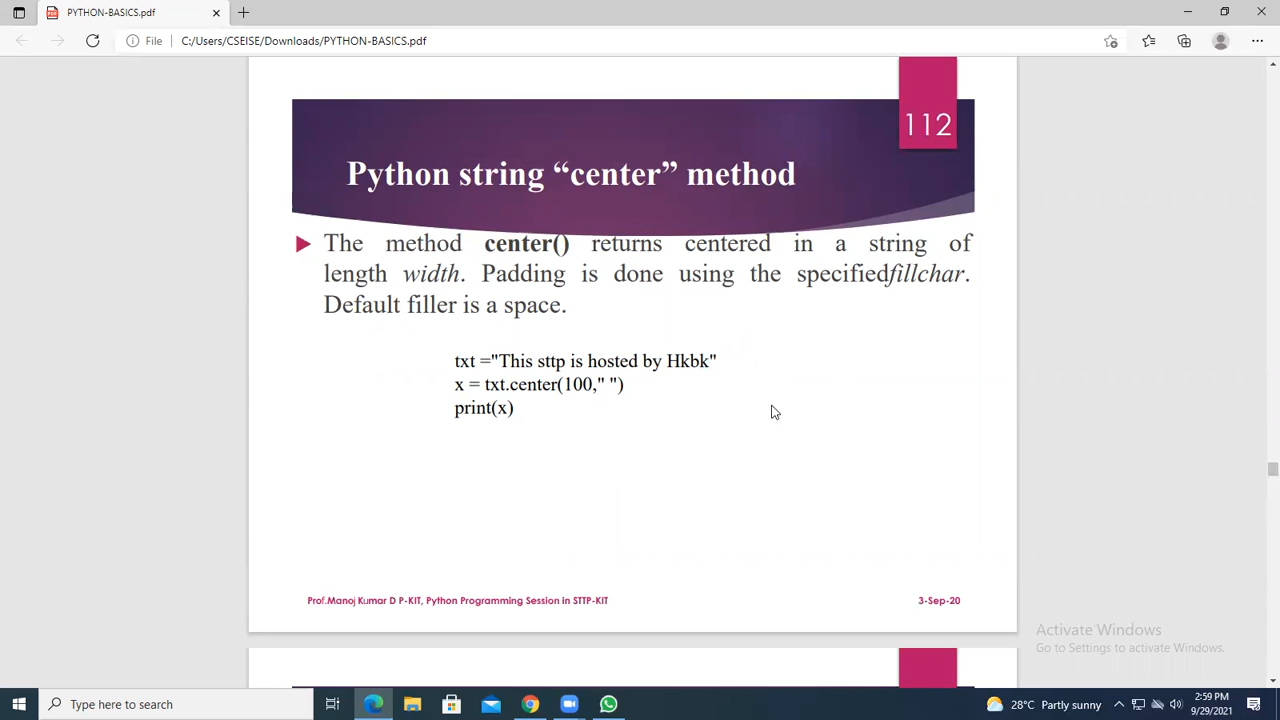 PYTHON-BASICS.pdf
File
C:/Users/CSEISE/Downloads/PYTHON-BASICS.pdf
112
Python string “center” method
The method center() returns centered in a string of
length width. Padding is done using the specifiedfillchar.
Default filler is a space.
txt ="This sttp is hosted by Hkbk"
x = txt.center(100," ")
print(x)
Prof.Manoj Kumar D P-KIT, Python Programming Session in STTP-KIT
3-Sep-20
Activate Windows
Go to Settings to activate Windows.
Type here to search
28°C Partly sunny
2:59 PM
9/29/2021